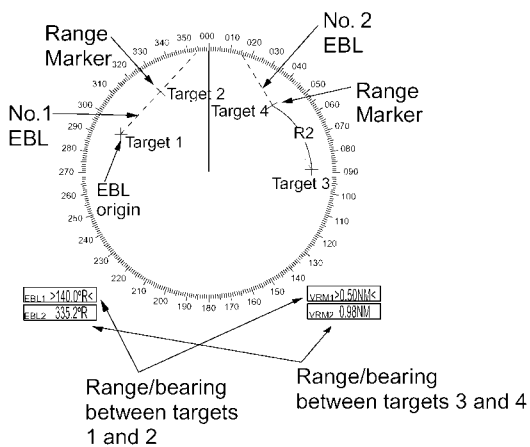 Range
Marker
No.1
EBL
No. 2
EBL
Range
Marker
Target 2
Target 4
Target 1
R2
Target 3
EBL
origin
000
010
020
030
040
050
060
070
080
090
100
110
120
130
140
150
160
170
180
190
200
210
220
230
240
250
260
270
280
290
300
310
320
330
340
350
EBL1 >140.0°R<
EBL2 335.2°R
VRM1 >0.50NM<
VRM2 0.98NM
Range/bearing
between targets
1 and 2
Range/bearing
between targets 3 and 4